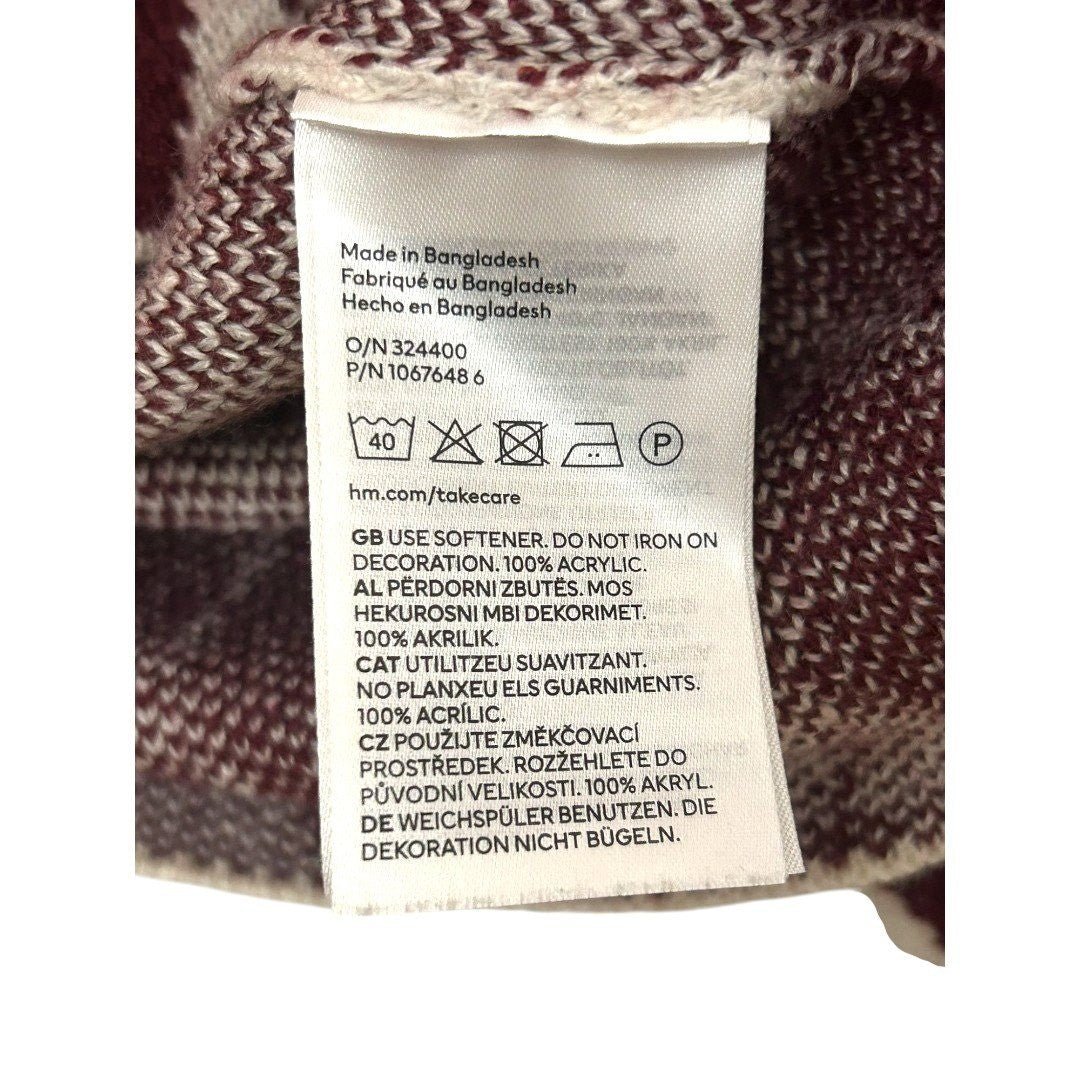 Made in Bangladesh
Fabriqué au Bangladesh
Hecho en Bangladesh
O/N 324400
P/N 1067648 6
40
P
hm.com/takecare
GB USE SOFTENER. DO NOT IRON ON
DECORATION. 100% ACRYLIC.
AL PËRDORNI ZBUTËS. MOS
HEKUROSNI MBI DEKORIMET.
100% AKRILIK.
CAT UTILITZEU SUAVITZANT.
NO PLANXEU ELS GUARNIMENTS.
100% ACRÍLIC.
CZ POUŽIJTE ZMĚKČOVACÍ
PROSTŘEDEK. ROZŽEHLETE DO
PŮVODNÍ VELIKOSTI. 100% AKRYL.
DE WEICHSPÜLER BENUTZEN. DIE
DEKORATION NICHT BÜGELN.